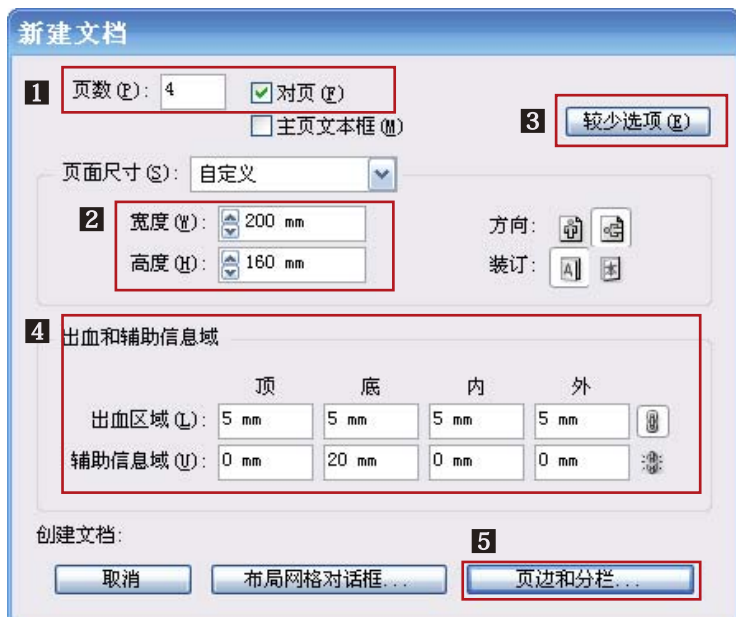 新建文档
1 页数(P): 4 对页(F)
主页文本框(M)
3 较少选项(E)
页面尺寸(S): 自定义
2 宽度(W): 200 mm 方向:
高度(H): 160 mm 装订:
4 出血和辅助信息域
顶 底 内 外
出血区域(L): 5 mm 5 mm 5 mm 5 mm
辅助信息域(U): 0 mm 20 mm 0 mm 0 mm
创建文档:
5
取消 布局网格对话框... 页边和分栏...